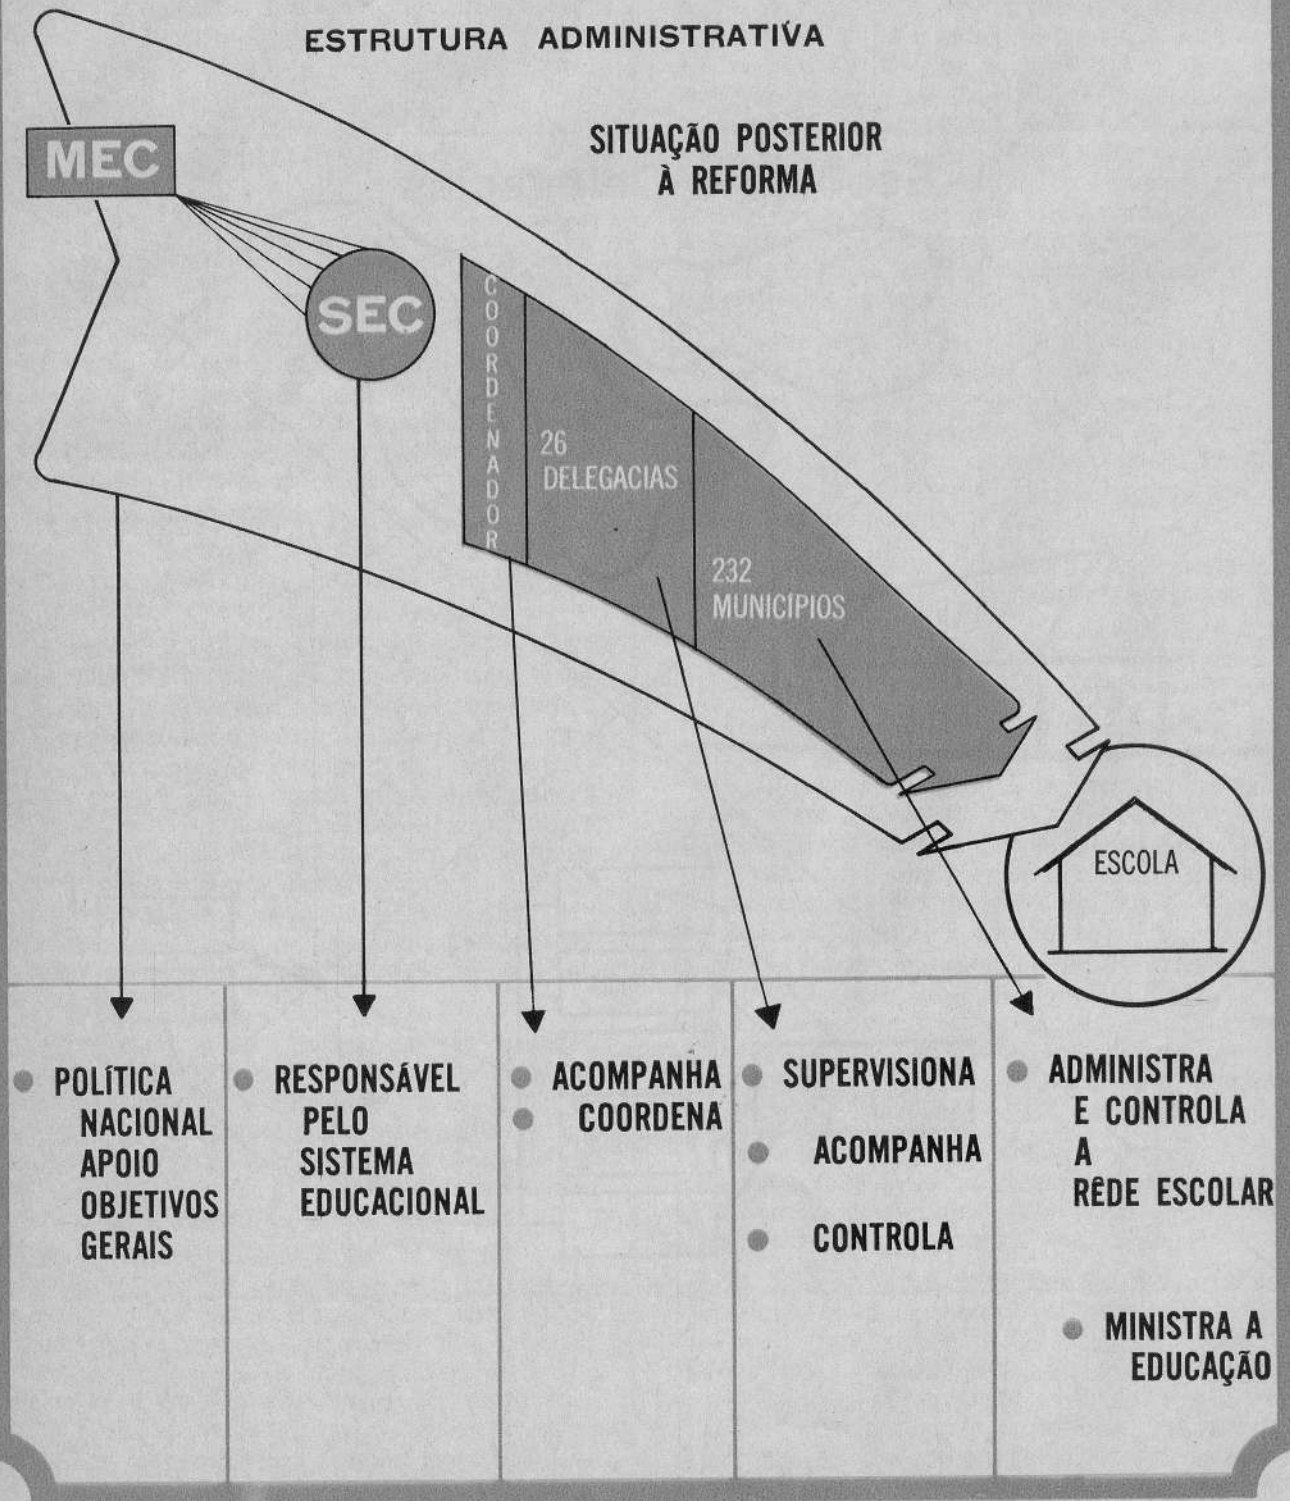 ESTRUTURA ADMINISTRATIVA
SITUAÇÃO POSTERIOR
À REFORMA
MEC
SEC
COORDENADOR
26
DELEGACIAS
232
MUNICÍPIOS
ESCOLA
POLÍTICA
NACIONAL
APOIO
OBJETIVOS
GERAIS
RESPONSÁVEL
PELO
SISTEMA
EDUCACIONAL
ACOMPANHA
COORDENA
SUPERVISIONA
ACOMPANHA
CONTROLA
ADMINISTRA
E CONTROLA
A
RÊDE ESCOLAR
MINISTRA A
EDUCAÇÃO